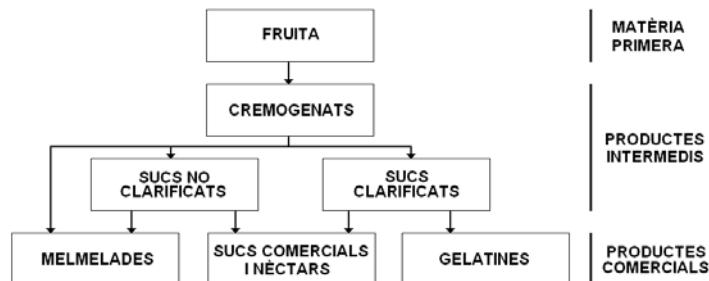 FRUITA
MATÈRIA
PRIMERA
CREMOGENATS
PRODUCTES
INTERMEDIS
SUCS NO
CLARIFICATS
SUCS
CLARIFICATS
MELMELADES
SUCS COMERCIALS
I NÈCTARS
GELATINES
PRODUCTES
COMERCIALS